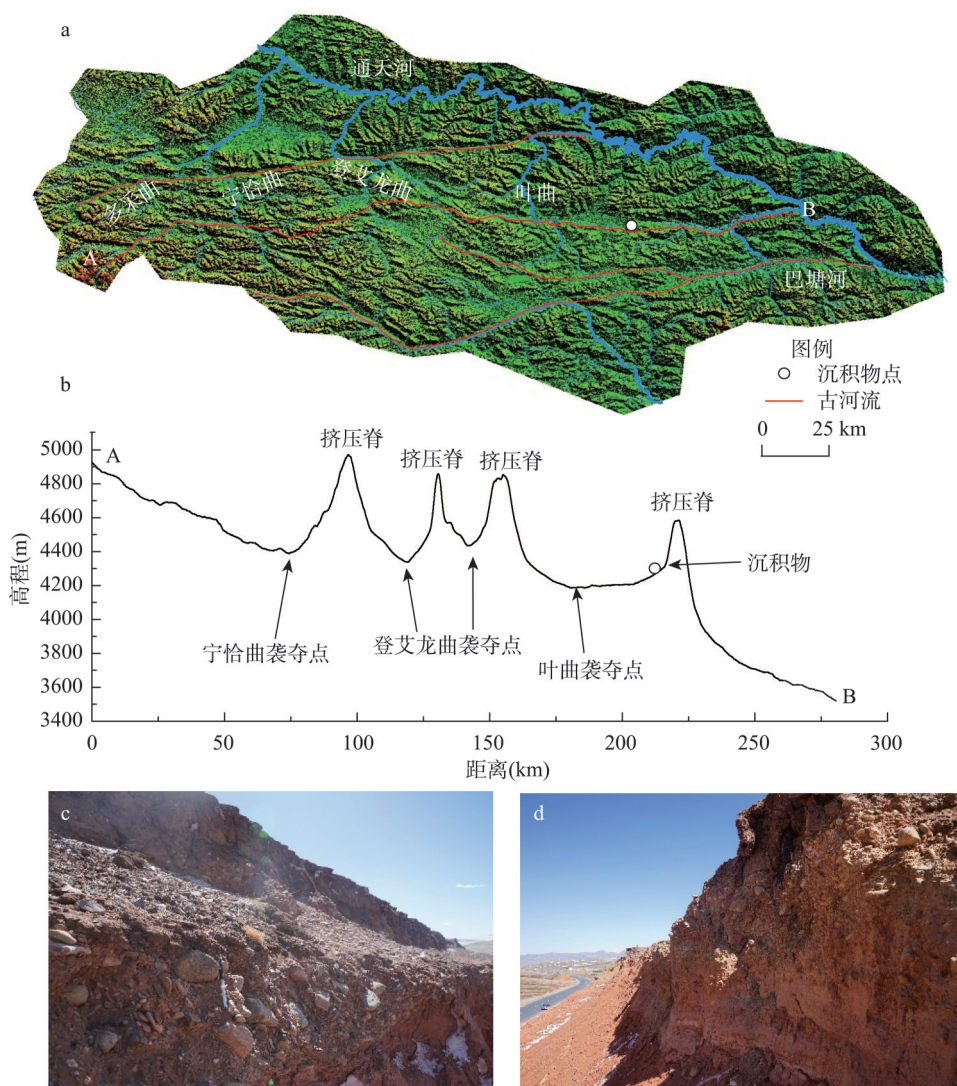 a
通天河
多采曲
宁恰曲
登艾龙曲
叶曲
B
A
巴塘河
图例
沉积物点
古河流
0 25 km
b
5000
4800
4600
4400
4200
4000
3800
3600
3400
高程(m)
A
挤压脊
挤压脊
挤压脊
挤压脊
沉积物
宁恰曲袭夺点
登艾龙曲袭夺点
叶曲袭夺点
B
0 50 100 150 200 250 300
距离(km)
c
d